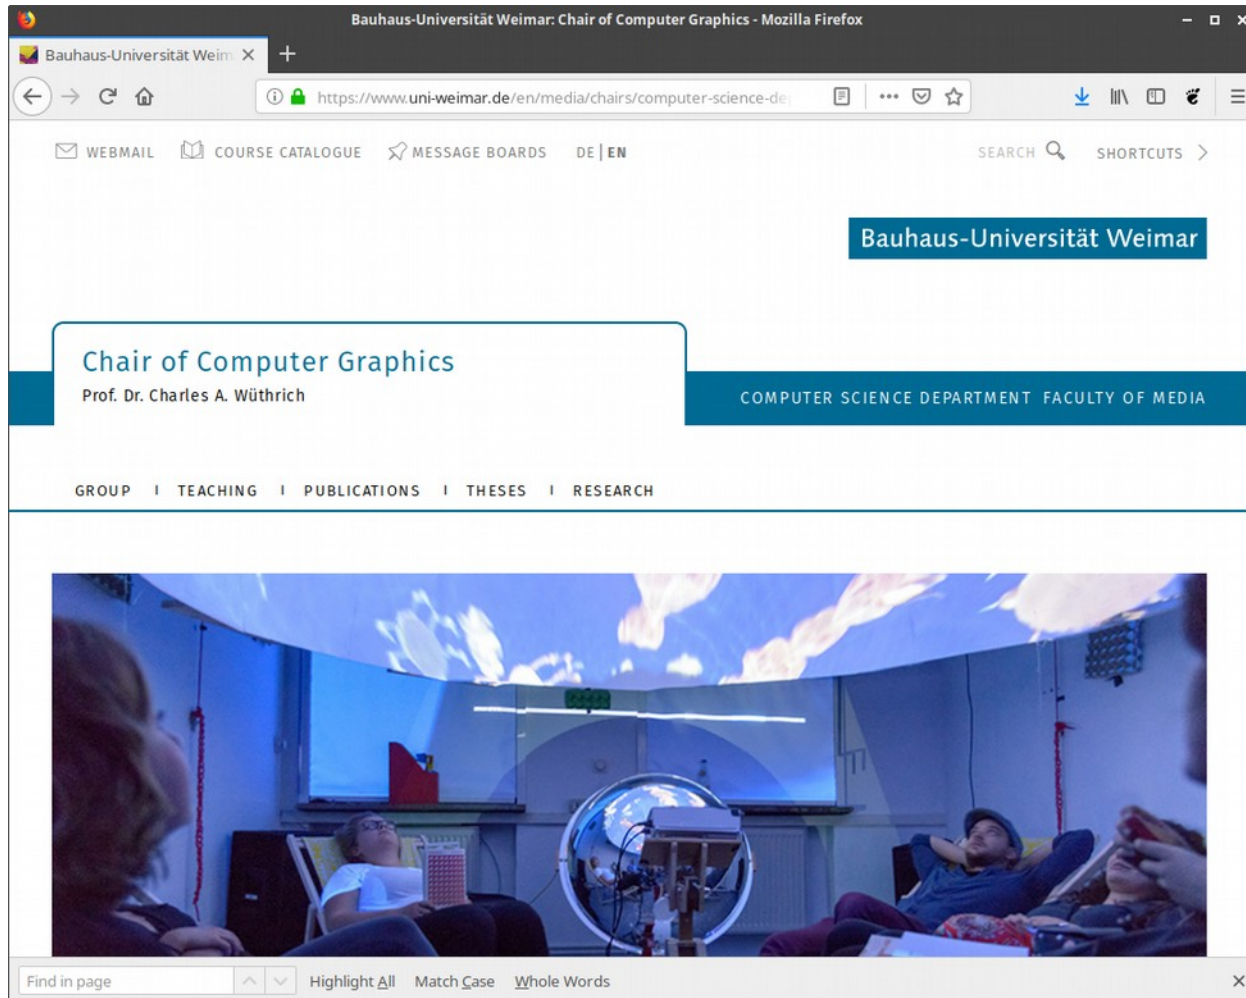 Bauhaus-Universität Weimar: Chair of Computer Graphics - Mozilla Firefox
Bauhaus-Universität Weim
https://www.uni-weimar.de/en/media/chairs/computer-science-de
WEBMAIL COURSE CATALOGUE MESSAGE BOARDS DE | EN SEARCH SHORTCUTS
Bauhaus-Universität Weimar
Chair of Computer Graphics
Prof. Dr. Charles A. Wüthrich
COMPUTER SCIENCE DEPARTMENT FACULTY OF MEDIA
GROUP | TEACHING | PUBLICATIONS | THESES | RESEARCH
Find in page Highlight All Match Case Whole Words